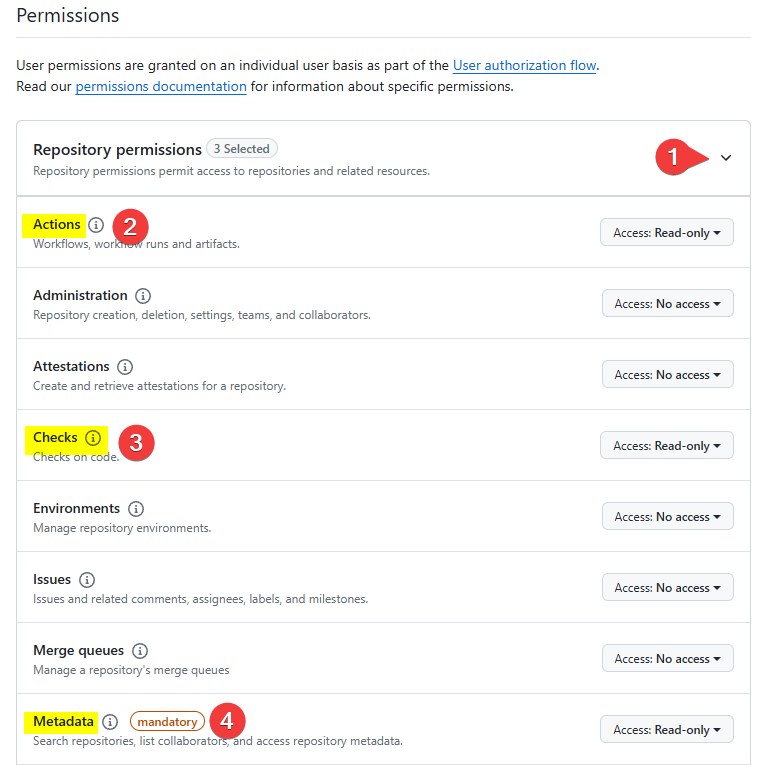 Permissions
User permissions are granted on an individual user basis as part of the User authorization flow.
Read our permissions documentation for information about specific permissions.
Repository permissions 3 Selected
Repository permissions permit access to repositories and related resources.
1
Actions 2
Workflows, workflow runs and artifacts.
Access: Read-only
Administration
Repository creation, deletion, settings, teams, and collaborators.
Access: No access
Attestations
Create and retrieve attestations for a repository.
Access: No access
Checks 3
Checks on code.
Access: Read-only
Environments
Manage repository environments.
Access: No access
Issues
Issues and related comments, assignees, labels, and milestones.
Access: No access
Merge queues
Manage a repository's merge queues
Access: No access
Metadata mandatory 4
Search repositories, list collaborators, and access repository metadata.
Access: Read-only